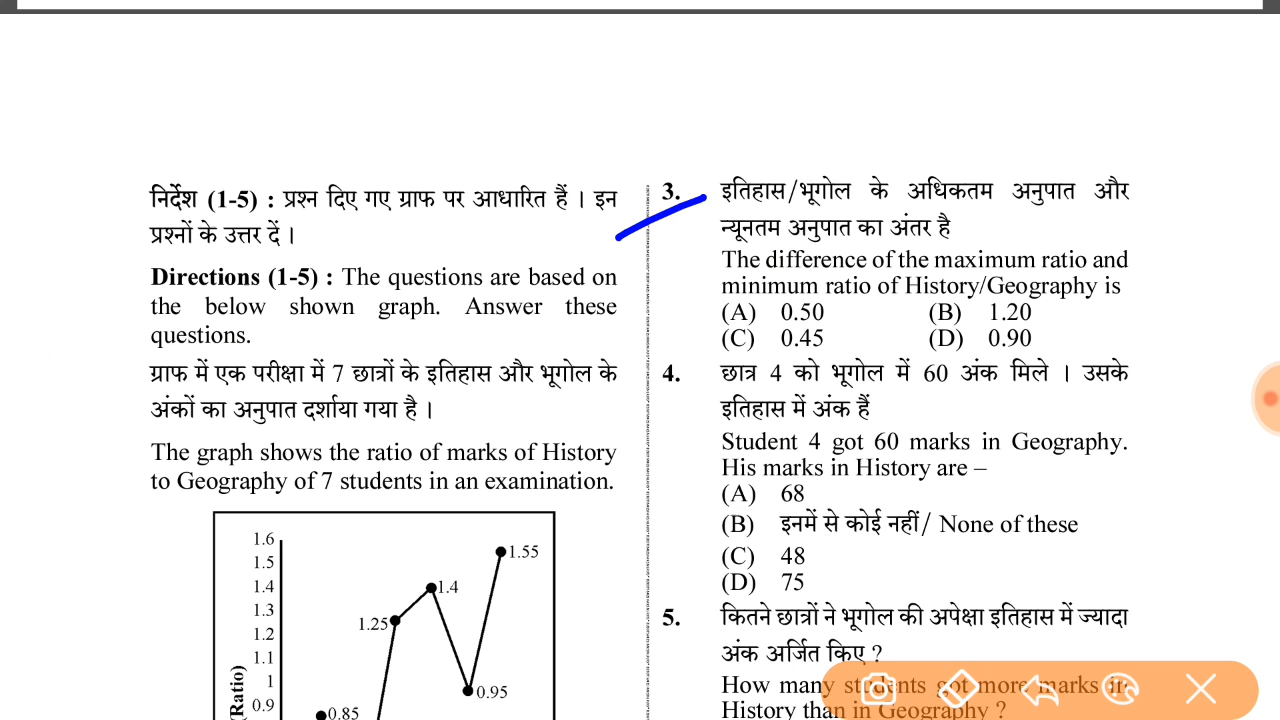 निर्देश (1-5) : प्रश्न दिए गए ग्राफ पर आधारित हैं । इन
प्रश्नों के उत्तर दें ।
Directions (1-5) : The questions are based on
the below shown graph. Answer these
questions.
ग्राफ में एक परीक्षा में 7 छात्रों के इतिहास और भूगोल के
अंकों का अनुपात दर्शाया गया है ।
The graph shows the ratio of marks of History
to Geography of 7 students in an examination.
1.6
1.5
1.4
1.3
1.2
1.1
1
0.9
(Ratio)
1.55
1.4
1.25
0.95
0.85
3. इतिहास/भूगोल के अधिकतम अनुपात और
न्यूनतम अनुपात का अंतर है
The difference of the maximum ratio and
minimum ratio of History/Geography is
(A) 0.50 (B) 1.20
(C) 0.45 (D) 0.90
4. छात्र 4 को भूगोल में 60 अंक मिले । उसके
इतिहास में अंक हैं
Student 4 got 60 marks in Geography.
His marks in History are –
(A) 68
(B) इनमें से कोई नहीं/ None of these
(C) 48
(D) 75
5. कितने छात्रों ने भूगोल की अपेक्षा इतिहास में ज्यादा
अंक अर्जित किए ?
How many students got more marks in
History than in Geography ?